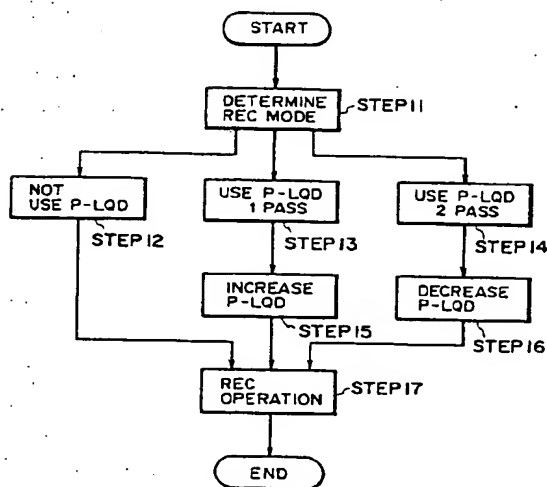 START
DETERMINE
REC MODE
STEP11
NOT
USE P-LQD
STEP12
USE P-LQD
1 PASS
STEP13
USE P-LQD
2 PASS
STEP14
INCREASE
P-LQD
STEP15
DECREASE
P-LQD
STEP16
REC
OPERATION
STEP17
END